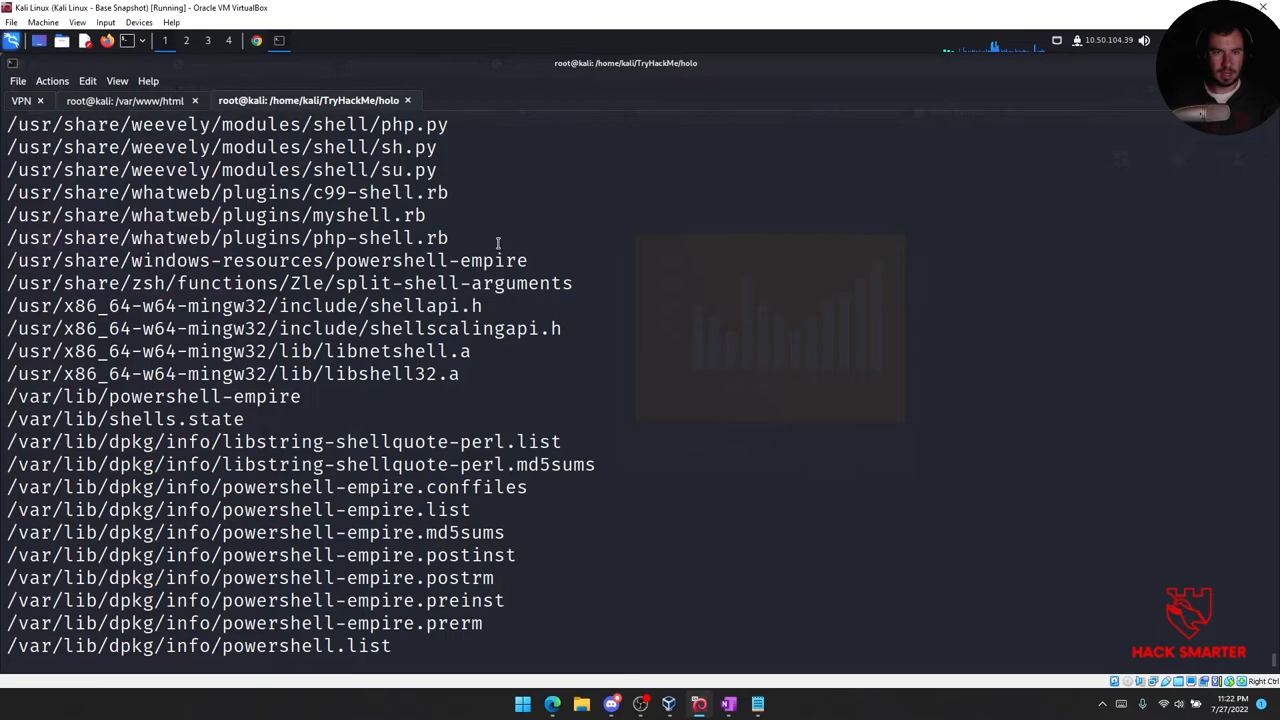 Kali Linux (Kali Linux - Base Snapshot) [Running] - Oracle VM VirtualBox
File Machine View Input Devices Help
1 2 3 4
10.50.104.39
root@kali: /home/kali/TryHackMe/holo
File Actions Edit View Help
VPN root@kali: /var/www/html root@kali: /home/kali/TryHackMe/holo
/usr/share/weevely/modules/shell/php.py
/usr/share/weevely/modules/shell/sh.py
/usr/share/weevely/modules/shell/su.py
/usr/share/whatweb/plugins/c99-shell.rb
/usr/share/whatweb/plugins/myshell.rb
/usr/share/whatweb/plugins/php-shell.rb
/usr/share/windows-resources/powershell-empire
/usr/share/zsh/functions/Zle/split-shell-arguments
/usr/x86_64-w64-mingw32/include/shellapi.h
/usr/x86_64-w64-mingw32/include/shellscalingapi.h
/usr/x86_64-w64-mingw32/lib/libnetshell.a
/usr/x86_64-w64-mingw32/lib/libshell32.a
/var/lib/powershell-empire
/var/lib/shells.state
/var/lib/dpkg/info/libstring-shellquote-perl.list
/var/lib/dpkg/info/libstring-shellquote-perl.md5sums
/var/lib/dpkg/info/powershell-empire.conffiles
/var/lib/dpkg/info/powershell-empire.list
/var/lib/dpkg/info/powershell-empire.md5sums
/var/lib/dpkg/info/powershell-empire.postinst
/var/lib/dpkg/info/powershell-empire.postrm
/var/lib/dpkg/info/powershell-empire.preinst
/var/lib/dpkg/info/powershell-empire.prerm
/var/lib/dpkg/info/powershell.list
HACK SMARTER
Right Ctrl
11:22 PM
7/27/2022